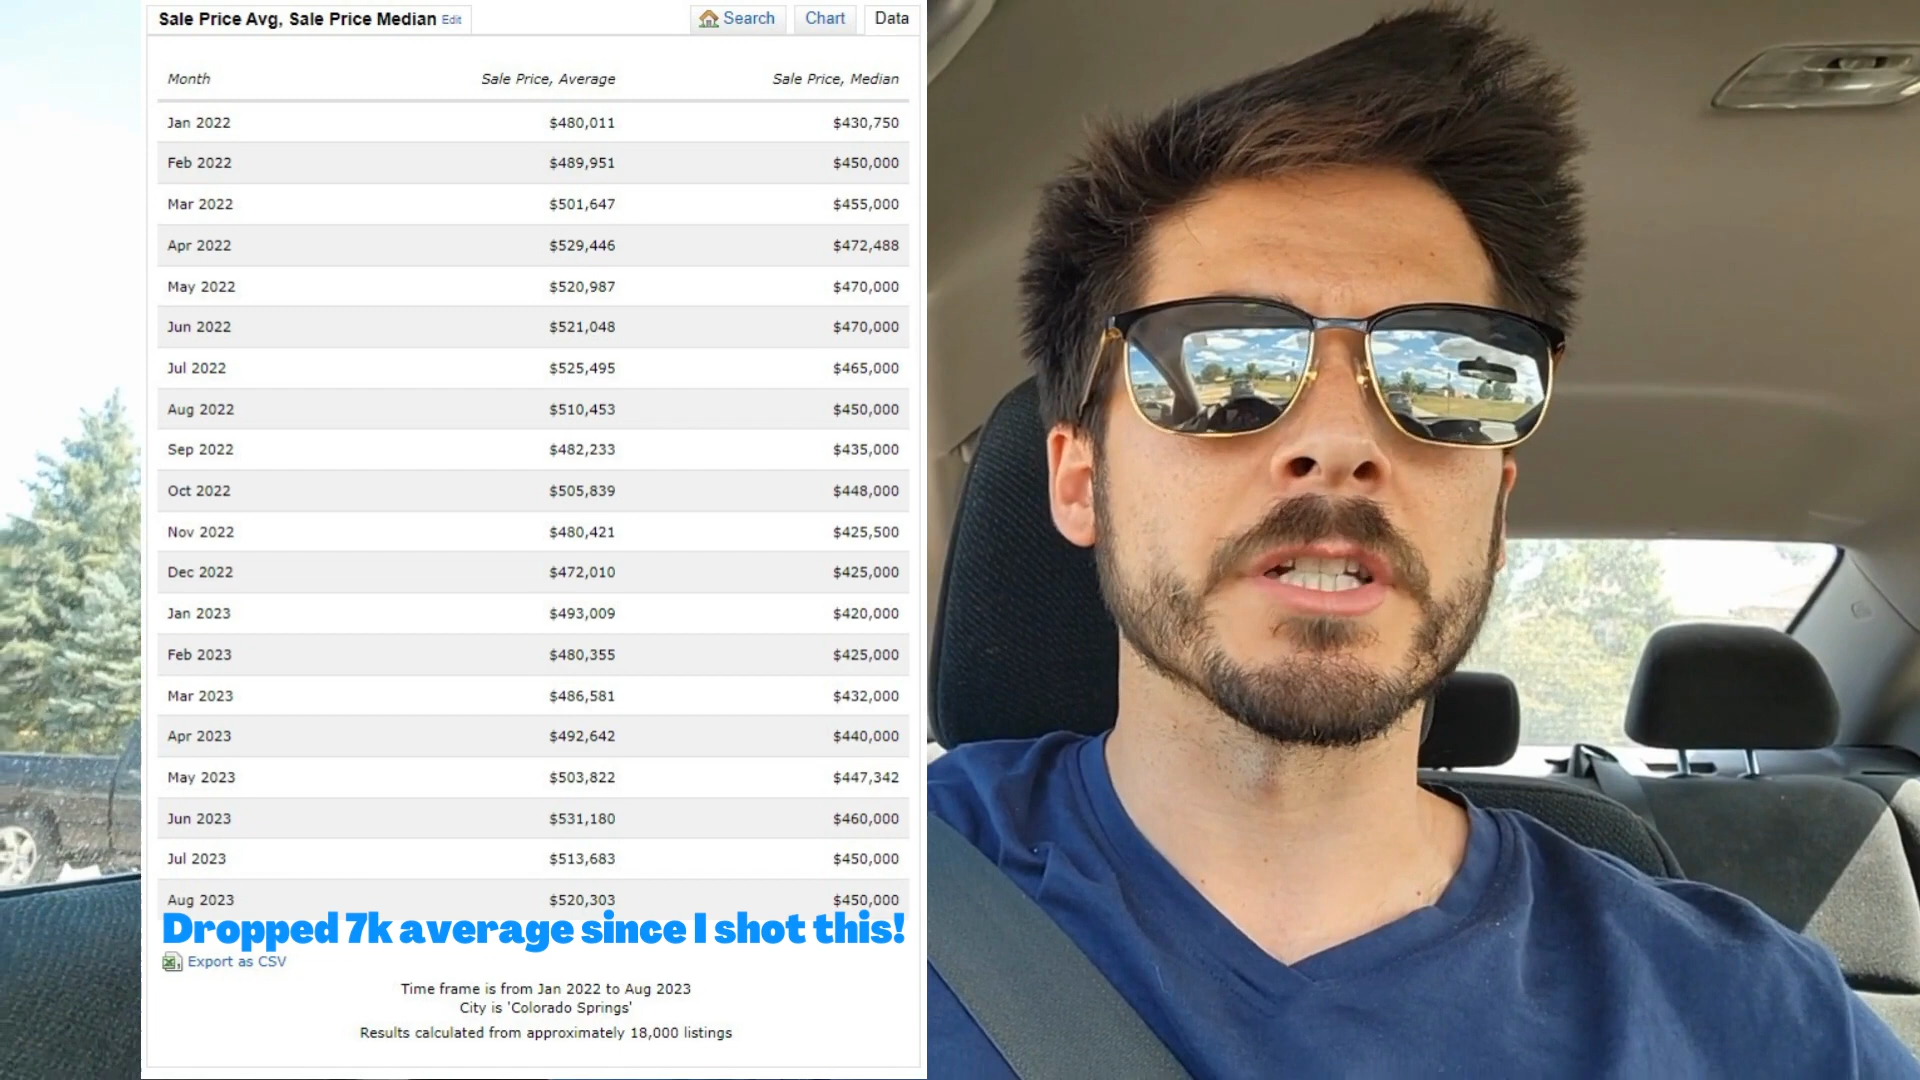 Sale Price Avg, Sale Price Median Edit Search Chart Data
Month Sale Price, Average Sale Price, Median
Jan 2022 $480,011 $430,750
Feb 2022 $489,951 $450,000
Mar 2022 $501,647 $455,000
Apr 2022 $529,446 $472,488
May 2022 $520,987 $470,000
Jun 2022 $521,048 $470,000
Jul 2022 $525,495 $465,000
Aug 2022 $510,453 $450,000
Sep 2022 $482,233 $435,000
Oct 2022 $505,839 $448,000
Nov 2022 $480,421 $425,500
Dec 2022 $472,010 $425,000
Jan 2023 $493,009 $420,000
Feb 2023 $480,355 $425,000
Mar 2023 $486,581 $432,000
Apr 2023 $492,642 $440,000
May 2023 $503,822 $447,342
Jun 2023 $531,180 $460,000
Jul 2023 $513,683 $450,000
Aug 2023 $520,303 $450,000
Dropped 7k average since I shot this!
Export as CSV
Time frame is from Jan 2022 to Aug 2023
City is 'Colorado Springs'
Results calculated from approximately 18,000 listings